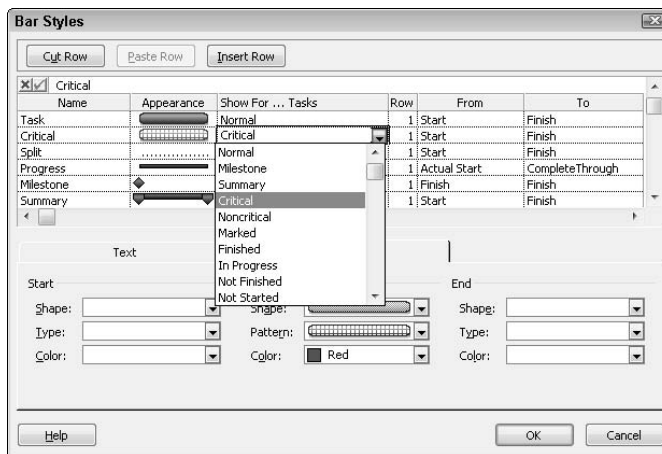 Bar Styles
Cut Row Paste Row Insert Row
Critical
Name Appearance Show For ... Tasks Row From To
Task Normal 1 Start Finish
Critical Critical 1 Start Finish
Split 1 Start Finish
Progress 1 Actual Start CompleteThrough
Milestone 1 Finish Finish
Summary 1 Start Finish
Normal
Milestone
Summary
Critical
Noncritical
Marked
Finished
In Progress
Not Finished
Not Started
Text
Start End
Shape: Shape: Shape:
Type: Pattern: Type:
Color: Color: Red Color:
Help OK Cancel